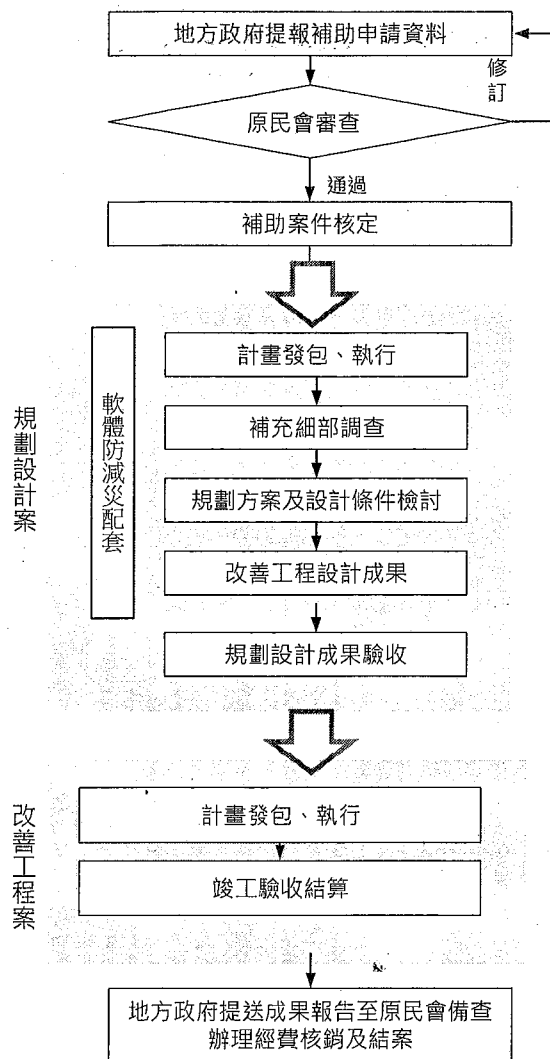 地方政府提報補助申請資料
修訂
原民會審查
通過
補助案件核定
規劃設計案
軟體防減災配套
計畫發包、執行
補充細部調查
規劃方案及設計條件檢討
改善工程設計成果
規劃設計成果驗收
改善工程案
計畫發包、執行
竣工驗收結算
地方政府提送成果報告至原民會備查
辦理經費核銷及結案